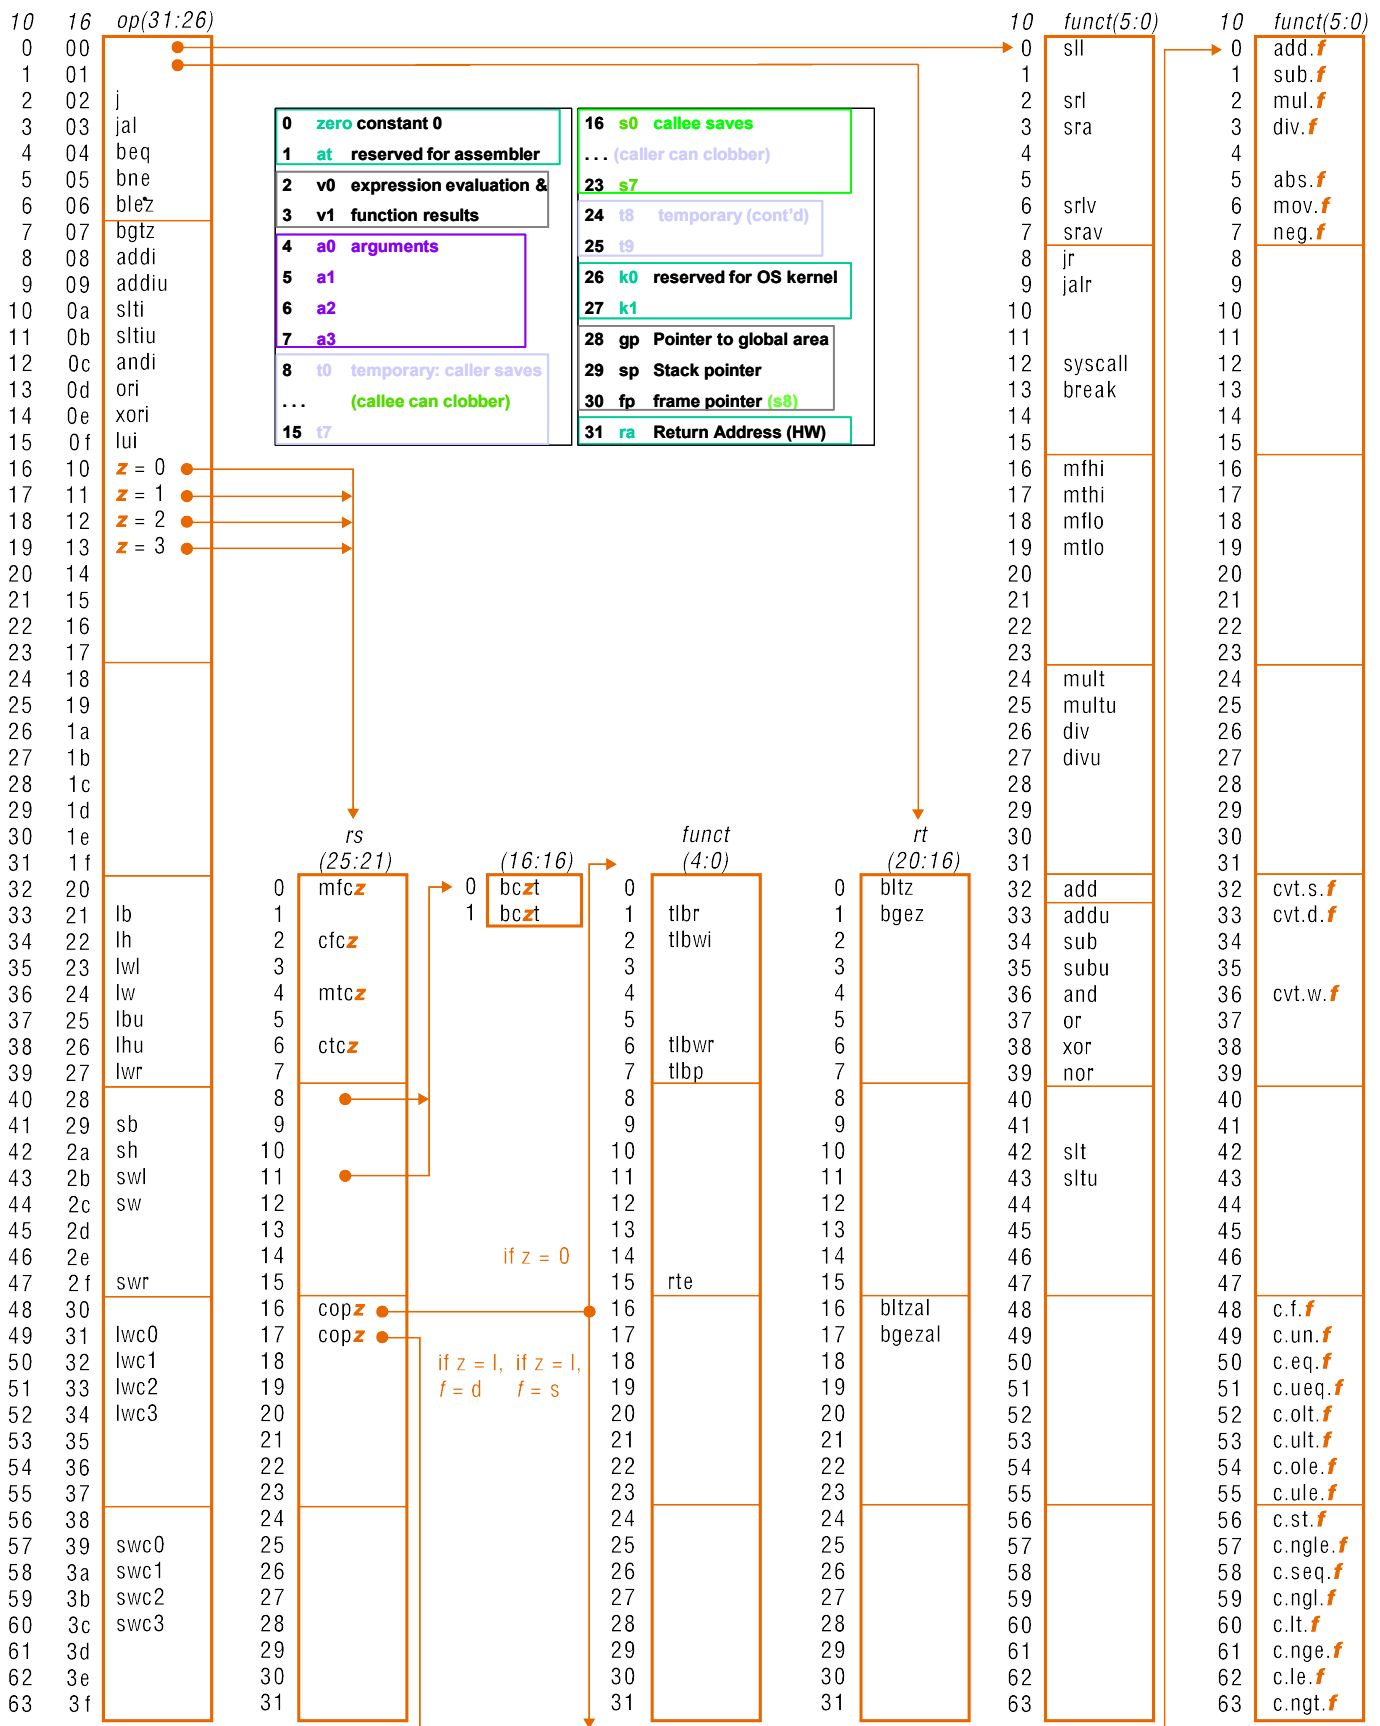 10 16 op(31:26)
0 00
1 01
2 02 j
3 03 jal
4 04 beq
5 05 bne
6 06 blez
7 07 bgtz
8 08 addi
9 09 addiu
10 0a slti
11 0b sltiu
12 0c andi
13 0d ori
14 0e xori
15 0f lui
16 10 z = 0
17 11 z = 1
18 12 z = 2
19 13 z = 3
20 14
21 15
22 16
23 17
24 18
25 19
26 1a
27 1b
28 1c
29 1d
30 1e
31 1f
32 20
33 21 lb
34 22 lh
35 23 lwl
36 24 lw
37 25 lbu
38 26 lhu
39 27 lwr
40 28
41 29 sb
42 2a sh
43 2b swl
44 2c sw
45 2d
46 2e
47 2f swr
48 30
49 31 lwc0
50 32 lwc1
51 33 lwc2
52 34 lwc3
53 35
54 36
55 37
56 38
57 39 swc0
58 3a swc1
59 3b swc2
60 3c swc3
61 3d
62 3e
63 3f
0 zero constant 0
1 at reserved for assembler
2 v0 expression evaluation &
3 v1 function results
4 a0 arguments
5 a1
6 a2
7 a3
8 t0 temporary: caller saves
. . . (callee can clobber)
15 t7
16 s0 callee saves
. . . (caller can clobber)
23 s7
24 t8 temporary (cont'd)
25 t9
26 k0 reserved for OS kernel
27 k1
28 gp Pointer to global area
29 sp Stack pointer
30 fp frame pointer (s8)
31 ra Return Address (HW)
rs
(25:21)
0 mfcz
1
2 cfcz
3
4 mtcz
5
6 ctcz
7
8
9
10
11
12
13
14
15
16 copz
17 copz
18
19
20
21
22
23
24
25
26
27
28
29
30
31
(16:16)
0 bczt
1 bczt
if z = 0
if z = l, if z = l,
f = d f = s
funct
(4:0)
0
1 tlbr
2 tlbwi
3
4
5
6 tlbwr
7 tlbp
8
9
10
11
12
13
14
15 rte
16
17
18
19
20
21
22
23
24
25
26
27
28
29
30
31
rt
(20:16)
0 bltz
1 bgez
2
3
4
5
6
7
8
9
10
11
12
13
14
15
16 bltzal
17 bgezal
18
19
20
21
22
23
24
25
26
27
28
29
30
31
10 funct(5:0)
0 sll
1
2 srl
3 sra
4
5
6 srlv
7 srav
8 jr
9 jalr
10
11
12 syscall
13 break
14
15
16 mfhi
17 mthi
18 mflo
19 mtlo
20
21
22
23
24 mult
25 multu
26 div
27 divu
28
29
30
31
32 add
33 addu
34 sub
35 subu
36 and
37 or
38 xor
39 nor
40
41
42 slt
43 sltu
44
45
46
47
48
49
50
51
52
53
54
55
56
57
58
59
60
61
62
63
10 funct(5:0)
0 add.f
1 sub.f
2 mul.f
3 div.f
4
5 abs.f
6 mov.f
7 neg.f
8
9
10
11
12
13
14
15
16
17
18
19
20
21
22
23
24
25
26
27
28
29
30
31
32 cvt.s.f
33 cvt.d.f
34
35
36 cvt.w.f
37
38
39
40
41
42
43
44
45
46
47
48 c.f.f
49 c.un.f
50 c.eq.f
51 c.ueq.f
52 c.olt.f
53 c.ult.f
54 c.ole.f
55 c.ule.f
56 c.st.f
57 c.ngle.f
58 c.seq.f
59 c.ngl.f
60 c.lt.f
61 c.nge.f
62 c.le.f
63 c.ngt.f